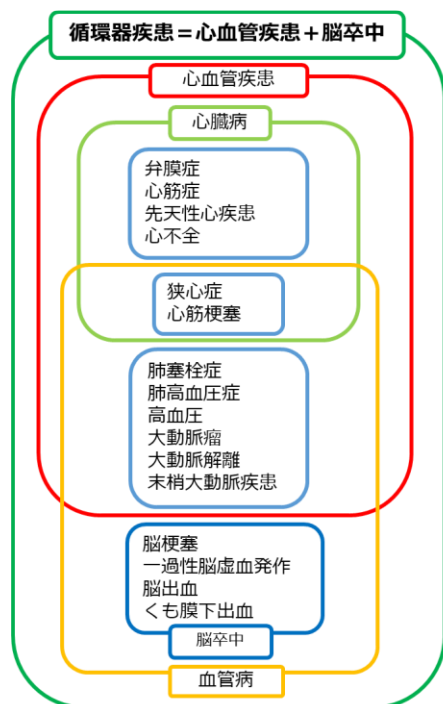 循環器疾患＝心血管疾患＋脳卒中
心血管疾患
心臓病
弁膜症
心筋症
先天性心疾患
心不全
狭心症
心筋梗塞
肺塞栓症
肺高血圧症
高血圧
大動脈瘤
大動脈解離
末梢大動脈疾患
脳梗塞
一過性脳虚血発作
脳出血
くも膜下出血
脳卒中
血管病